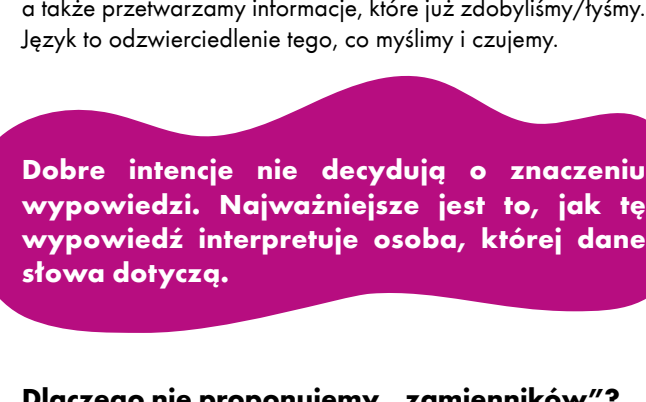 a także przetwarzamy informacje, które już zdobyliśmy/łyśmy.
Język to odzwierciedlenie tego, co myślimy i czujemy.
Dobre intencje nie decydują o znaczeniu
wypowiedzi. Najważniejsze jest to, jak tę
wypowiedź interpretuje osoba, której dane
słowa dotyczą.
Dlaczego nie proponujemy „zamienników”?